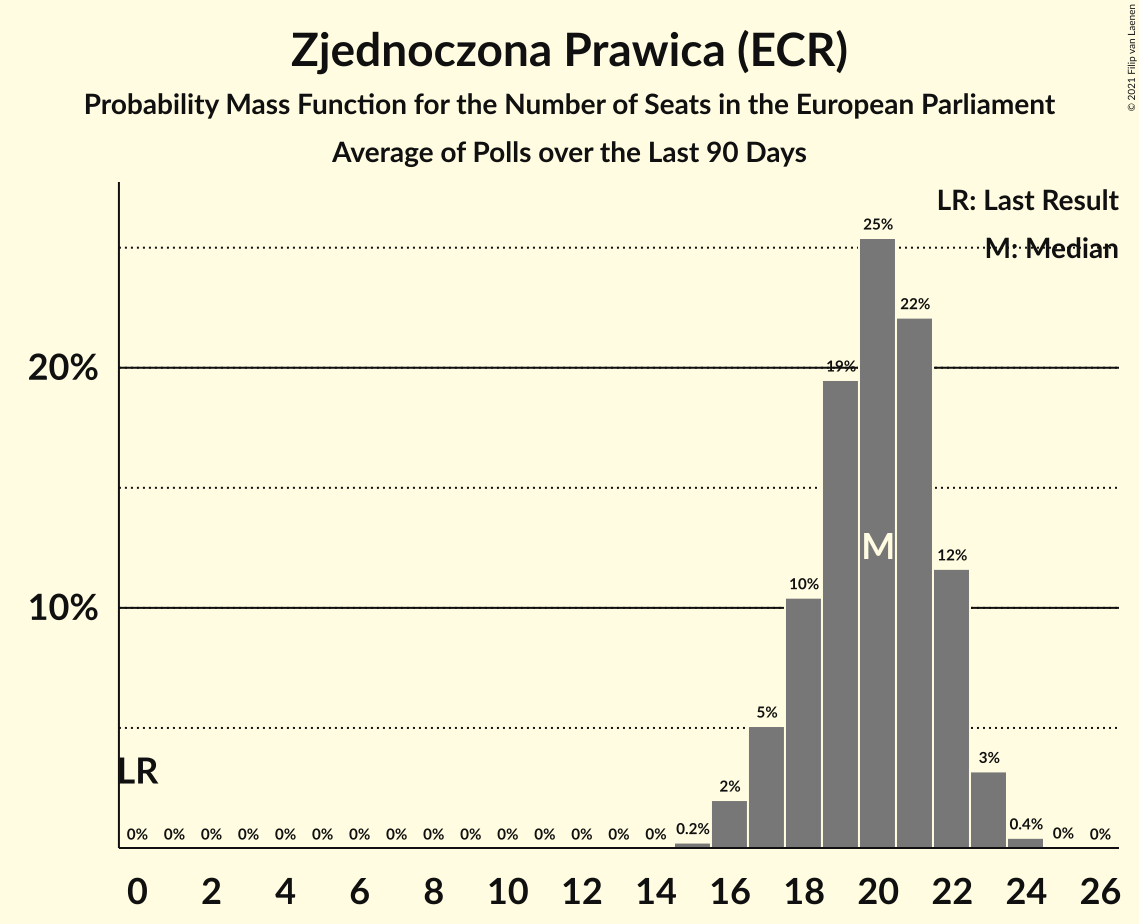 Zjednoczona Prawica (ECR)
Probability Mass Function for the Number of Seats in the European Parliament
Average of Polls over the Last 90 Days
© 2021 Filip van Laenen
LR: Last Result
M: Median
25%
22%
20%
19%
M
12%
10%
10%
5%
LR
3%
2%
0% 0% 0% 0% 0% 0% 0% 0% 0% 0% 0% 0% 0% 0% 0% 0.2% 0.4% 0% 0%
0 2 4 6 8 10 12 14 16 18 20 22 24 26